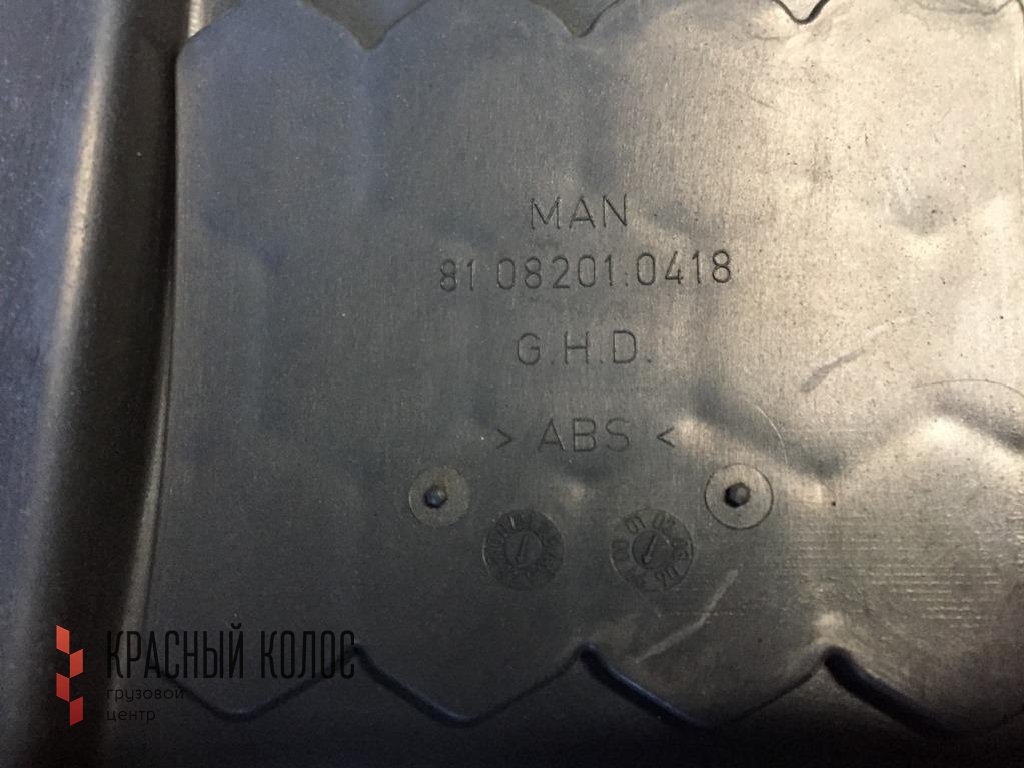 MAN
81.08201.0418
G.H.D.
> ABS <
КРАСНЫЙ КОЛОС
грузовой
центр